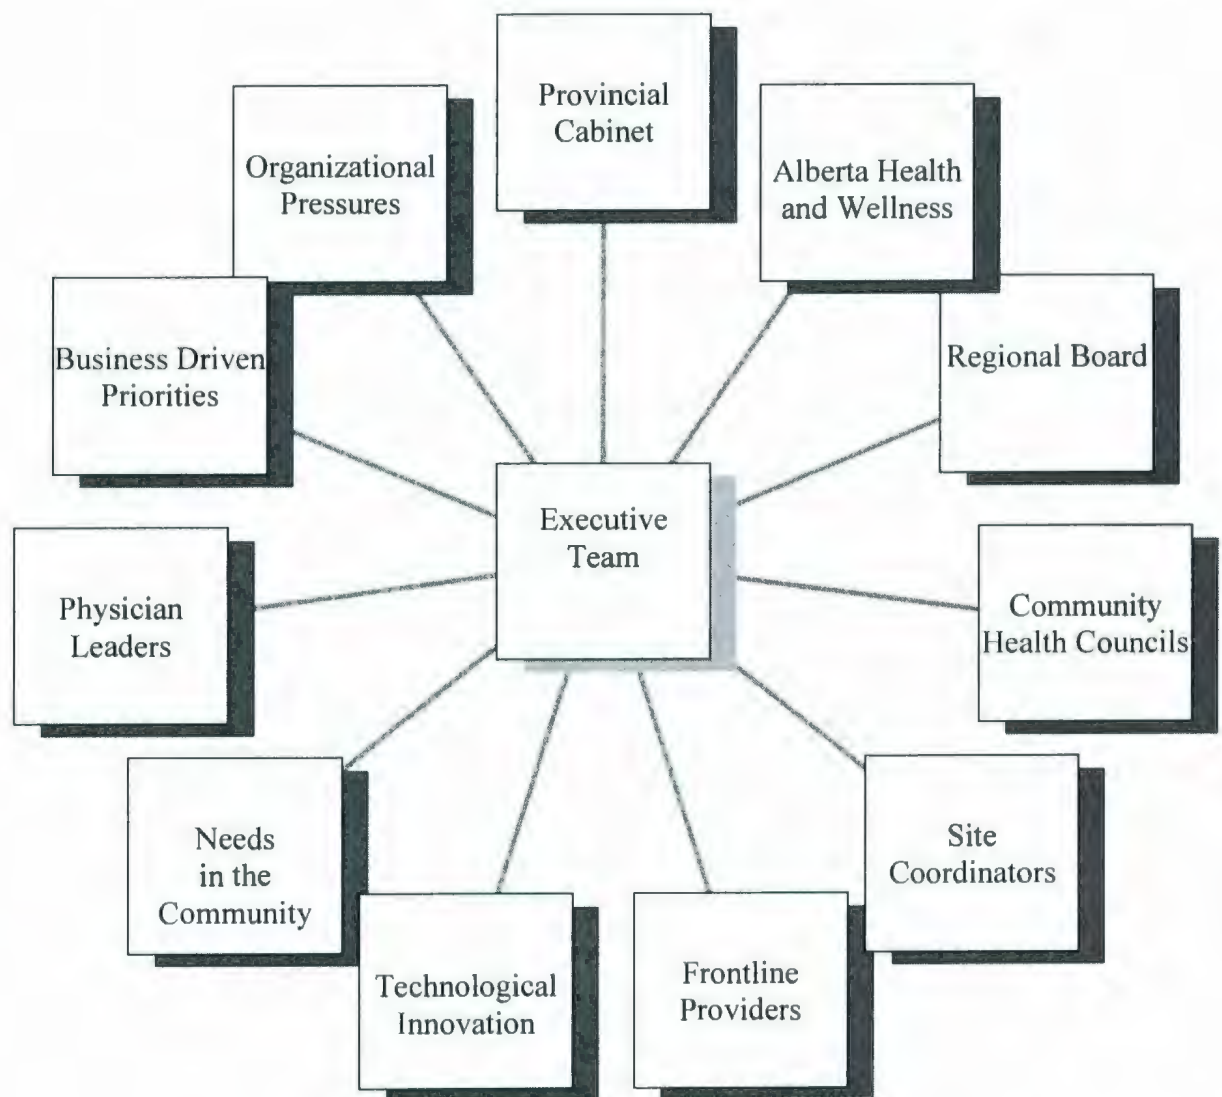 Provincial
Cabinet
Organizational
Pressures
Alberta Health
and Wellness
Business Driven
Priorities
Regional Board
Executive
Team
Physician
Leaders
Community
Health Councils
Needs
in the
Community
Site
Coordinators
Technological
Innovation
Frontline
Providers